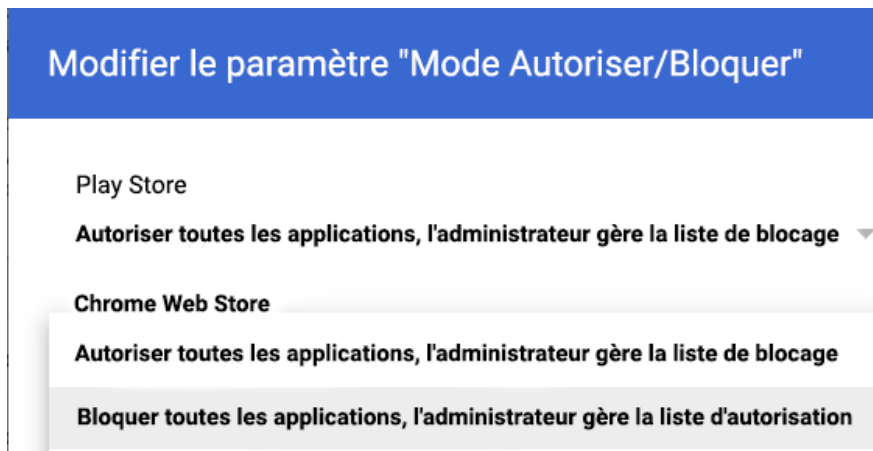 Modifier le paramètre "Mode Autoriser/Bloquer"
Play Store
Autoriser toutes les applications, l'administrateur gère la liste de blocage
Chrome Web Store
Autoriser toutes les applications, l'administrateur gère la liste de blocage
Bloquer toutes les applications, l'administrateur gère la liste d'autorisation